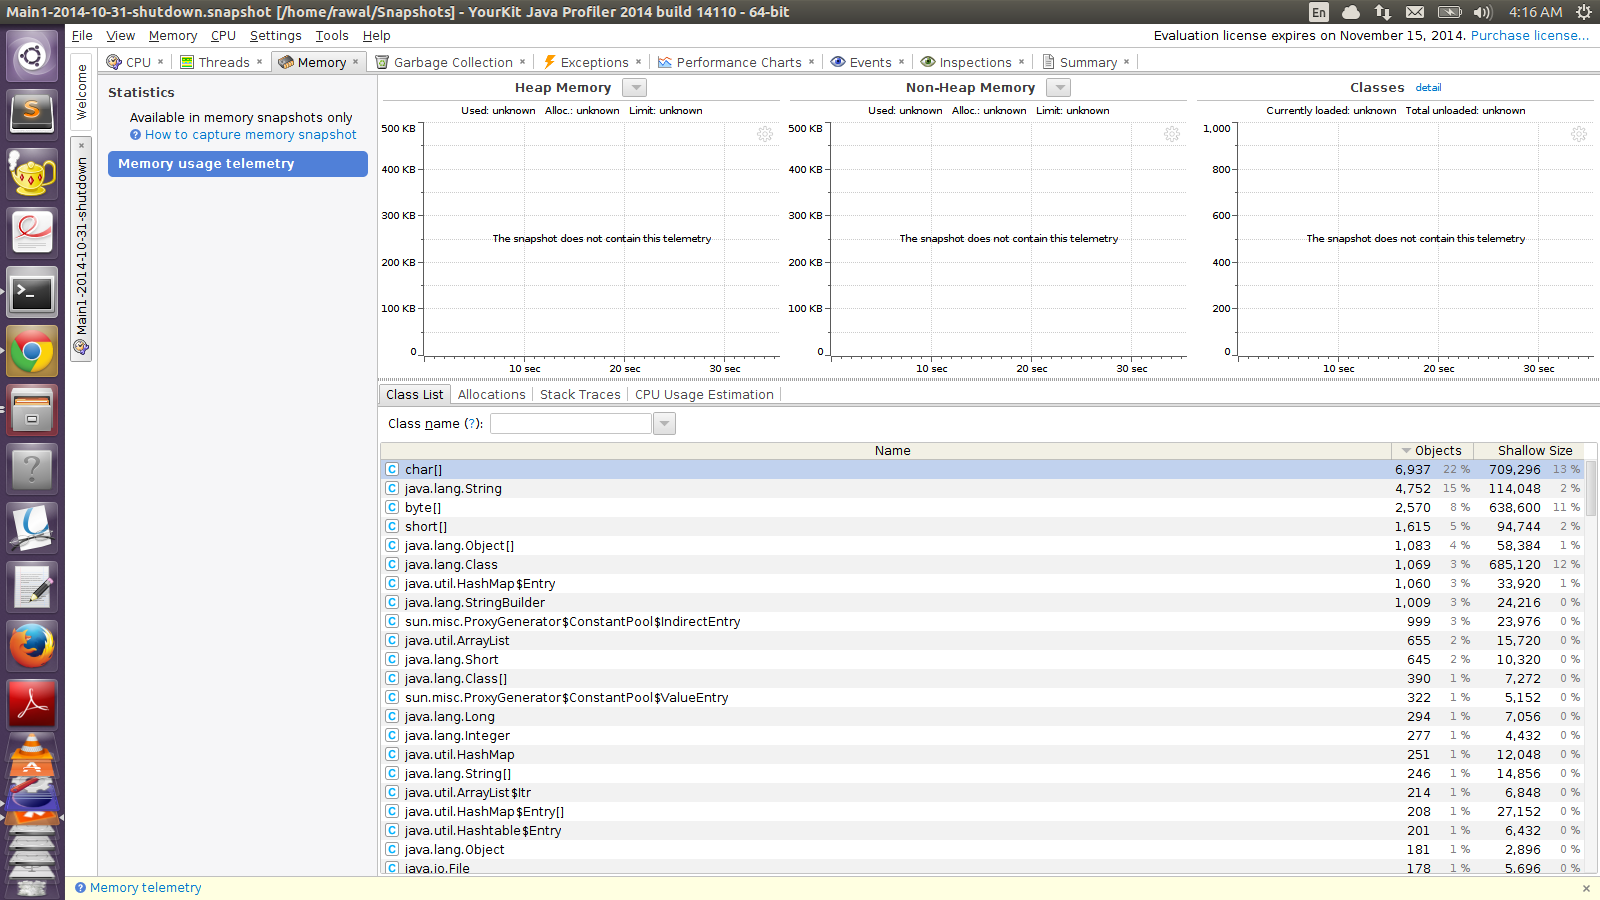 Main1-2014-10-31-shutdown.snapshot [/home/rawal/Snapshots] - YourKit Java Profiler 2014 build 14110 - 64-bit
En
4:16 AM
File View Memory CPU Settings Tools Help
Evaluation license expires on November 15, 2014. Purchase license...
Welcome
Main1-2014-10-31-shutdown
CPU × Threads × Memory × Garbage Collection × Exceptions × Performance Charts × Events × Inspections × Summary ×
Statistics
Available in memory snapshots only
? How to capture memory snapshot
Memory usage telemetry
Heap Memory
Used: unknown Alloc.: unknown Limit: unknown
500 KB
400 KB
300 KB
The snapshot does not contain this telemetry
200 KB
100 KB
0
10 sec 20 sec 30 sec
Non-Heap Memory
Used: unknown Alloc.: unknown Limit: unknown
500 KB
400 KB
300 KB
The snapshot does not contain this telemetry
200 KB
100 KB
0
10 sec 20 sec 30 sec
Classes detail
Currently loaded: unknown Total unloaded: unknown
1,000
800
600
The snapshot does not contain this telemetry
400
200
0
10 sec 20 sec 30 sec
Class List Allocations Stack Traces CPU Usage Estimation
Class name (?):
Name Objects Shallow Size
C char[] 6,937 22 % 709,296 13 %
C java.lang.String 4,752 15 % 114,048 2 %
C byte[] 2,570 8 % 638,600 11 %
C short[] 1,615 5 % 94,744 2 %
C java.lang.Object[] 1,083 4 % 58,384 1 %
C java.lang.Class 1,069 3 % 685,120 12 %
C java.util.HashMap$Entry 1,060 3 % 33,920 1 %
C java.lang.StringBuilder 1,009 3 % 24,216 0 %
C sun.misc.ProxyGenerator$ConstantPool$IndirectEntry 999 3 % 23,976 0 %
C java.util.ArrayList 655 2 % 15,720 0 %
C java.lang.Short 645 2 % 10,320 0 %
C java.lang.Class[] 390 1 % 7,272 0 %
C sun.misc.ProxyGenerator$ConstantPool$ValueEntry 322 1 % 5,152 0 %
C java.lang.Long 294 1 % 7,056 0 %
C java.lang.Integer 277 1 % 4,432 0 %
C java.util.HashMap 251 1 % 12,048 0 %
C java.lang.String[] 246 1 % 14,856 0 %
C java.util.ArrayList$Itr 214 1 % 6,848 0 %
C java.util.HashMap$Entry[] 208 1 % 27,152 0 %
C java.util.Hashtable$Entry 201 1 % 6,432 0 %
C java.lang.Object 181 1 % 2,896 0 %
C java.io.File 178 1 % 5,696 0 %
? Memory telemetry ×